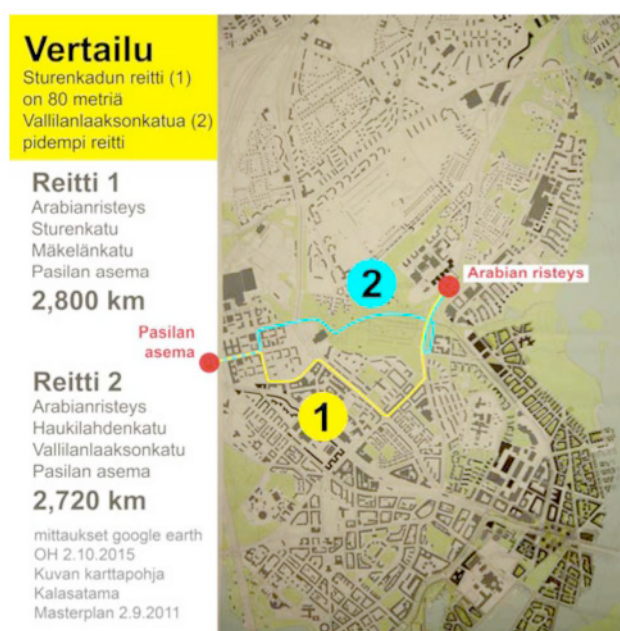 Vertailu
Sturenkadun reitti (1)
on 80 metriä
Vallilanlaaksonkatua (2)
pidempi reitti
Reitti 1
Arabianristeys
Sturenkatu
Mäkelänkatu
Pasilan asema
2,800 km
Pasilan
asema
Reitti 2
Arabianristeys
Haukilahdenkatu
Vallilanlaaksonkatu
Pasilan asema
2,720 km
mittaukset google earth
OH 2.10.2015
Kuvan karttapohja
Kalasatama
Masterplan 2.9.2011
2
Arabian risteys
1